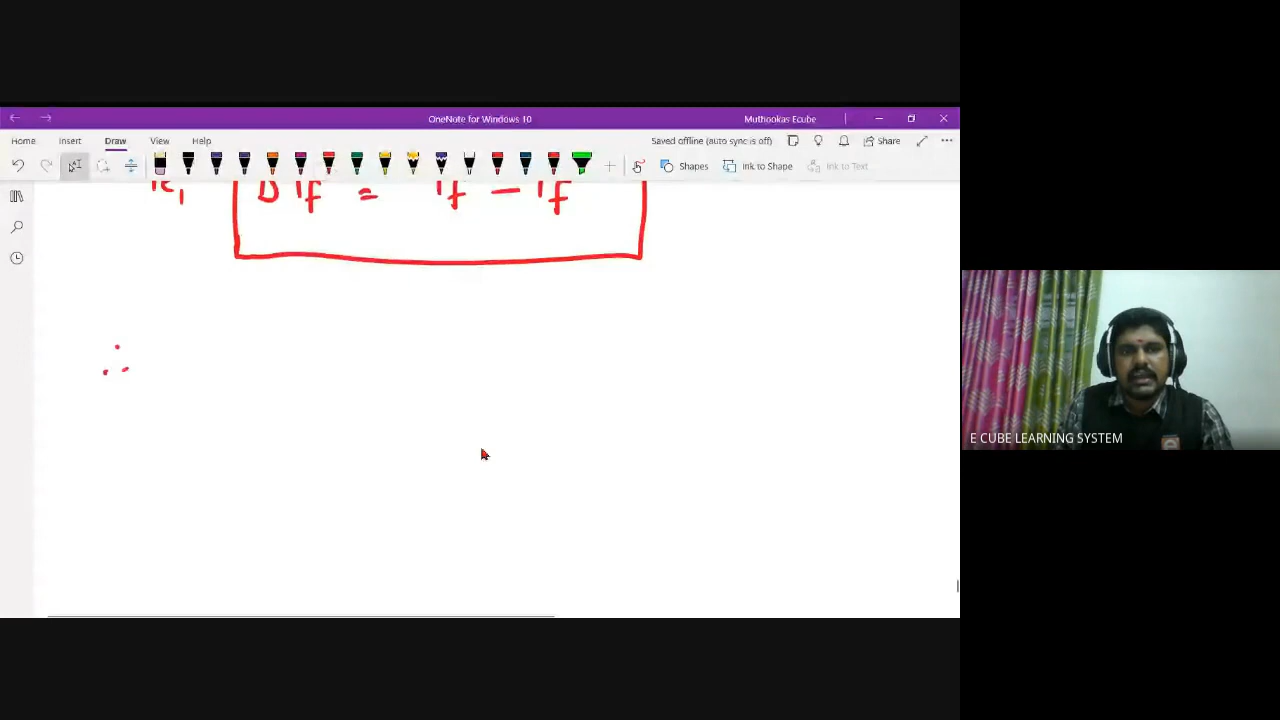 OneNote for Windows 10 Muthookas Ecube
Home Insert Draw View Help Saved offline (auto sync is off) Share
Shapes Ink to Shape Ink to Text
∴
E CUBE LEARNING SYSTEM